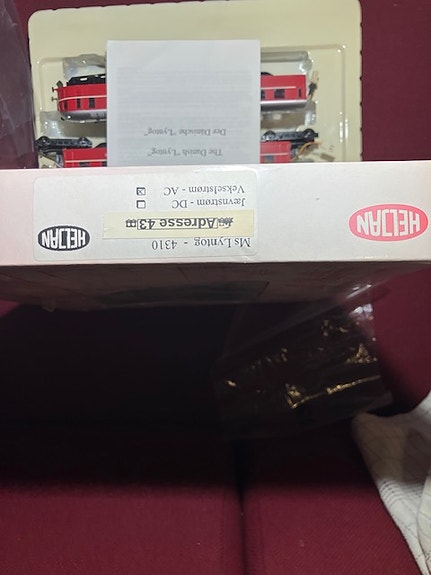 HELJAN
Ms Lyntog - 4310
Adresse 43
Jævnstrøm - DC
Vekselstrøm - AC
HELJAN
The Danish "Lyntog"
Der Dänische "Lyntog"